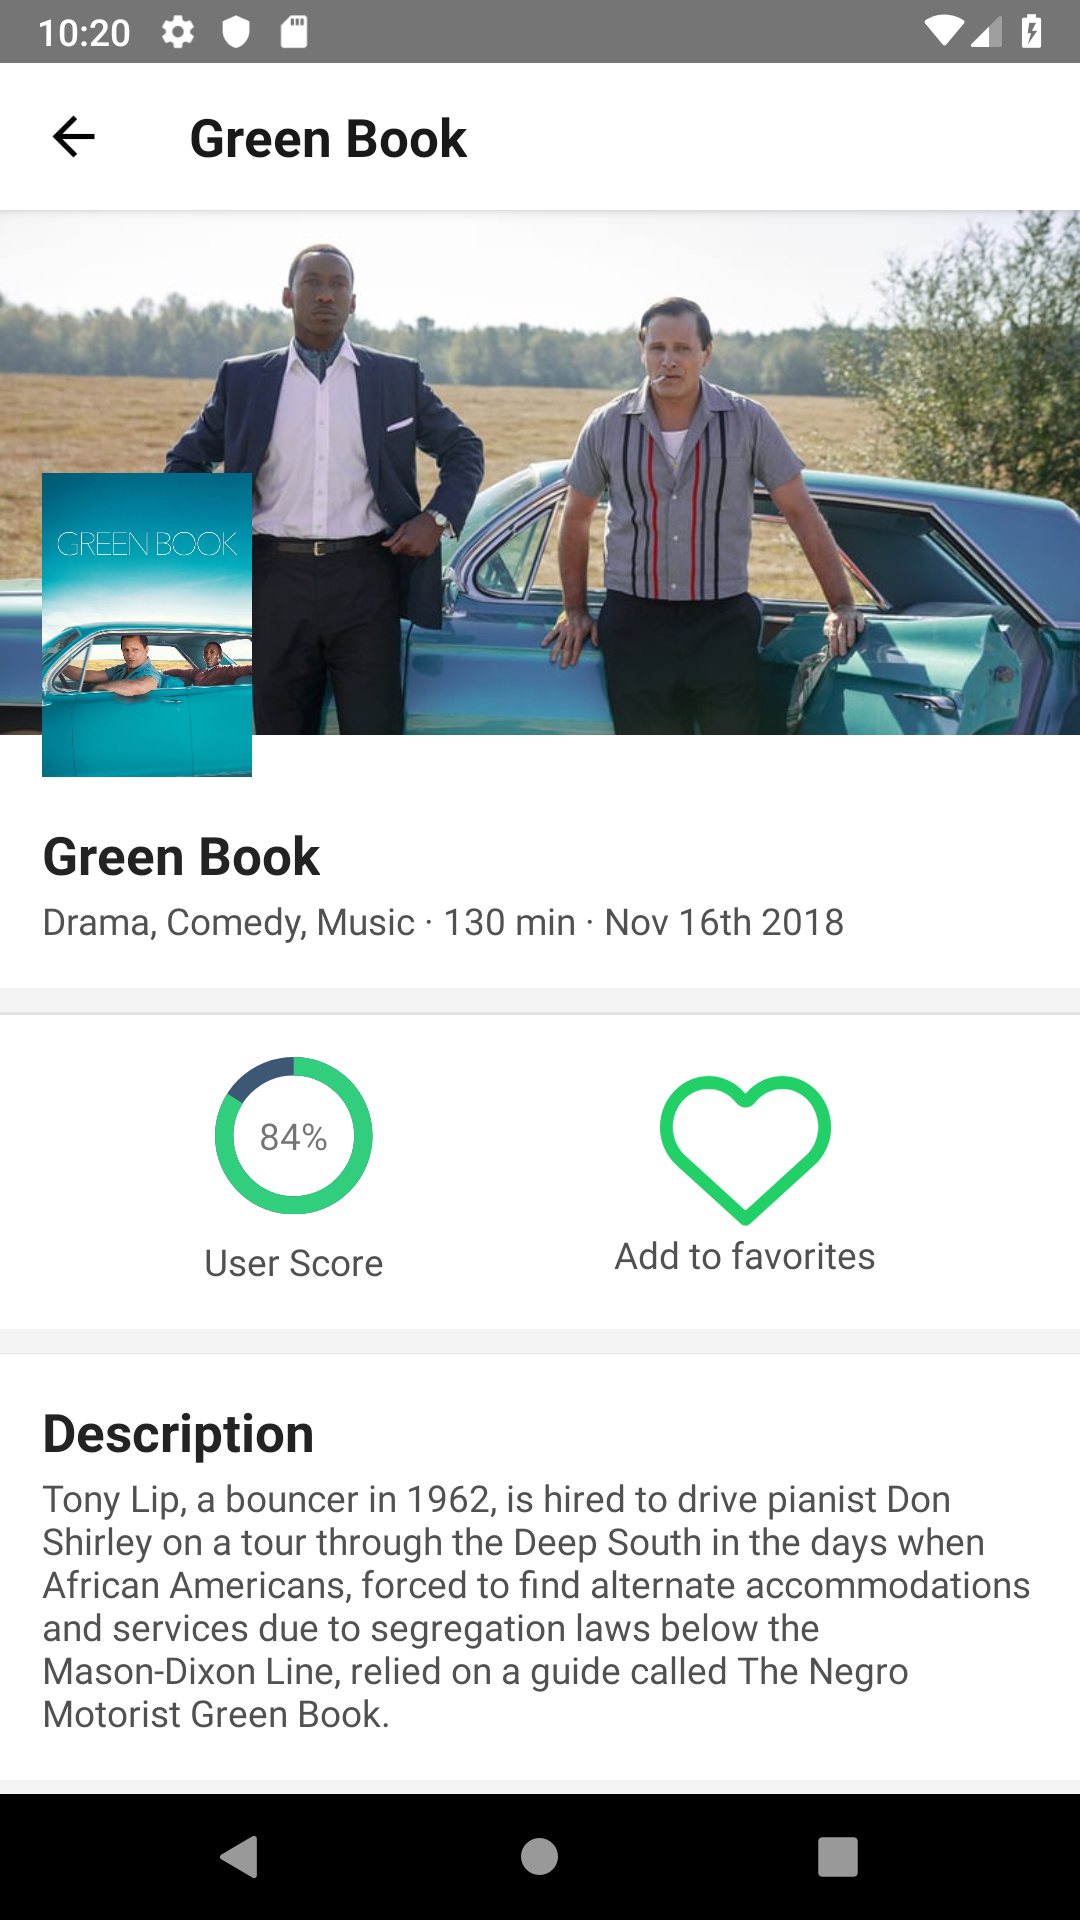 10:20
Green Book
GREEN BOOK
Green Book
Drama, Comedy, Music · 130 min · Nov 16th 2018
84%
User Score
Add to favorites
Description
Tony Lip, a bouncer in 1962, is hired to drive pianist Don
Shirley on a tour through the Deep South in the days when
African Americans, forced to find alternate accommodations
and services due to segregation laws below the
Mason-Dixon Line, relied on a guide called The Negro
Motorist Green Book.